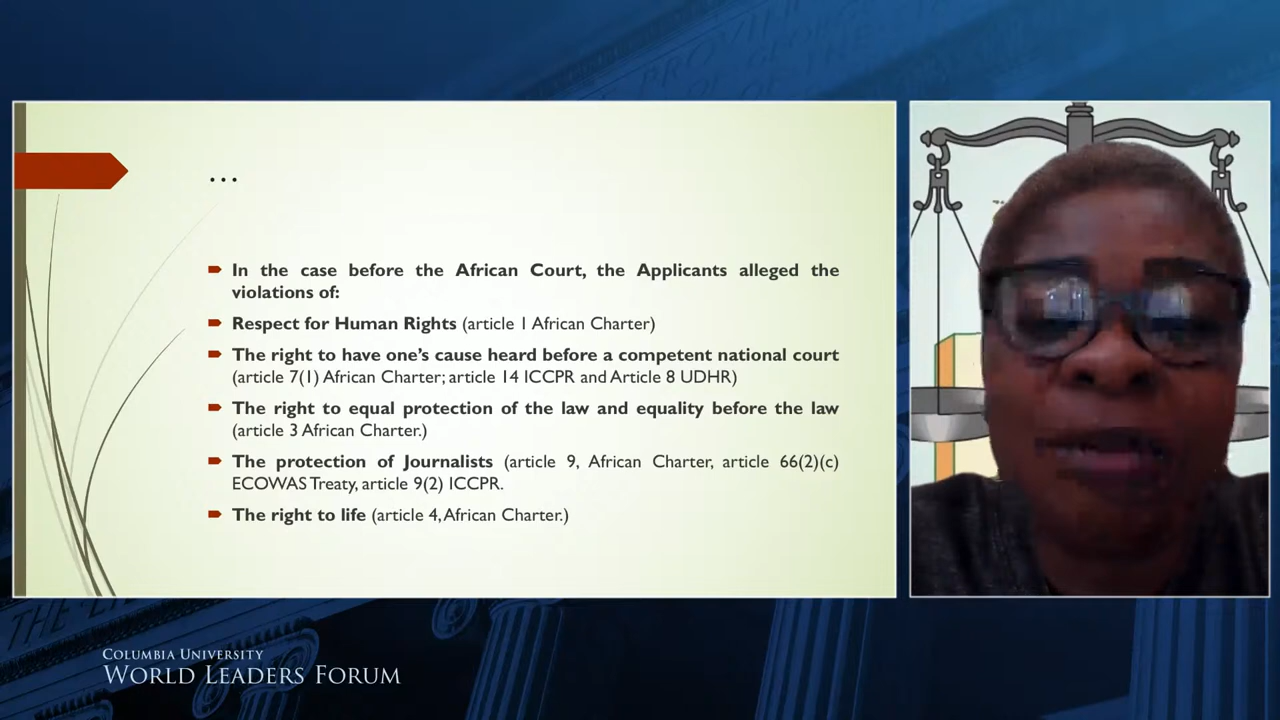 ...
In the case before the African Court, the Applicants alleged the
violations of:
Respect for Human Rights (article 1 African Charter)
The right to have one’s cause heard before a competent national court
(article 7(1) African Charter; article 14 ICCPR and Article 8 UDHR)
The right to equal protection of the law and equality before the law
(article 3 African Charter.)
The protection of Journalists (article 9, African Charter, article 66(2)(c)
ECOWAS Treaty, article 9(2) ICCPR.
The right to life (article 4, African Charter.)
COLUMBIA UNIVERSITY
WORLD LEADERS FORUM